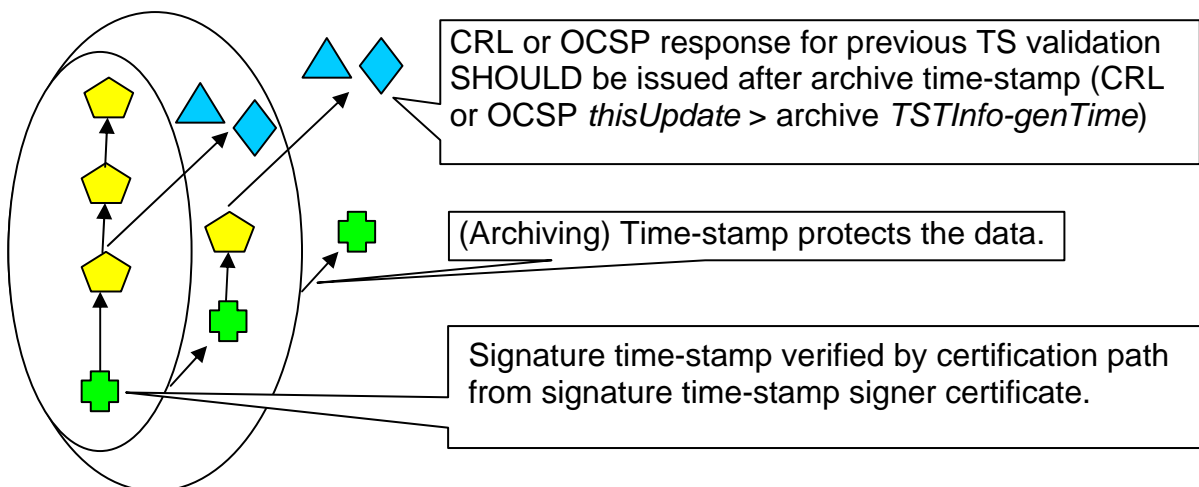 CRL or OCSP response for previous TS validation
SHOULD be issued after archive time-stamp (CRL
or OCSP thisUpdate > archive TSTInfo-genTime)
(Archiving) Time-stamp protects the data.
Signature time-stamp verified by certification path
from signature time-stamp signer certificate.